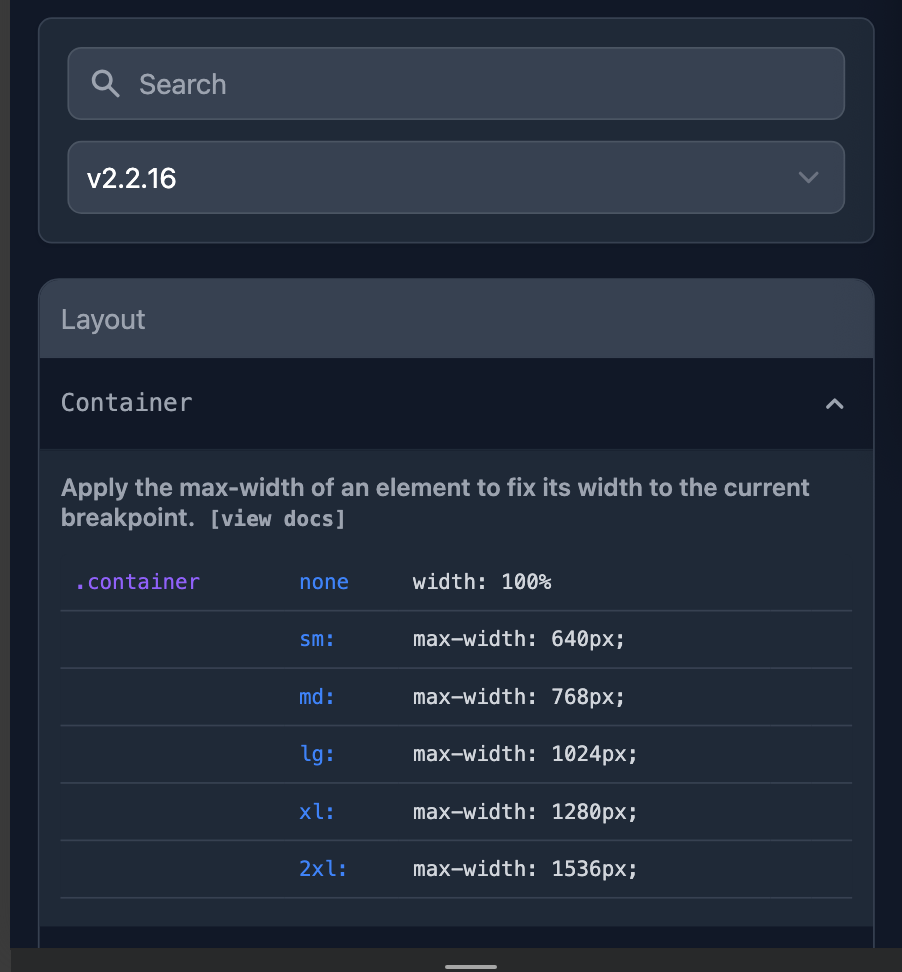 Search
v2.2.16
Layout
Container
Apply the max-width of an element to fix its width to the current
breakpoint. [view docs]
.container none width: 100%
sm: max-width: 640px;
md: max-width: 768px;
lg: max-width: 1024px;
xl: max-width: 1280px;
2xl: max-width: 1536px;